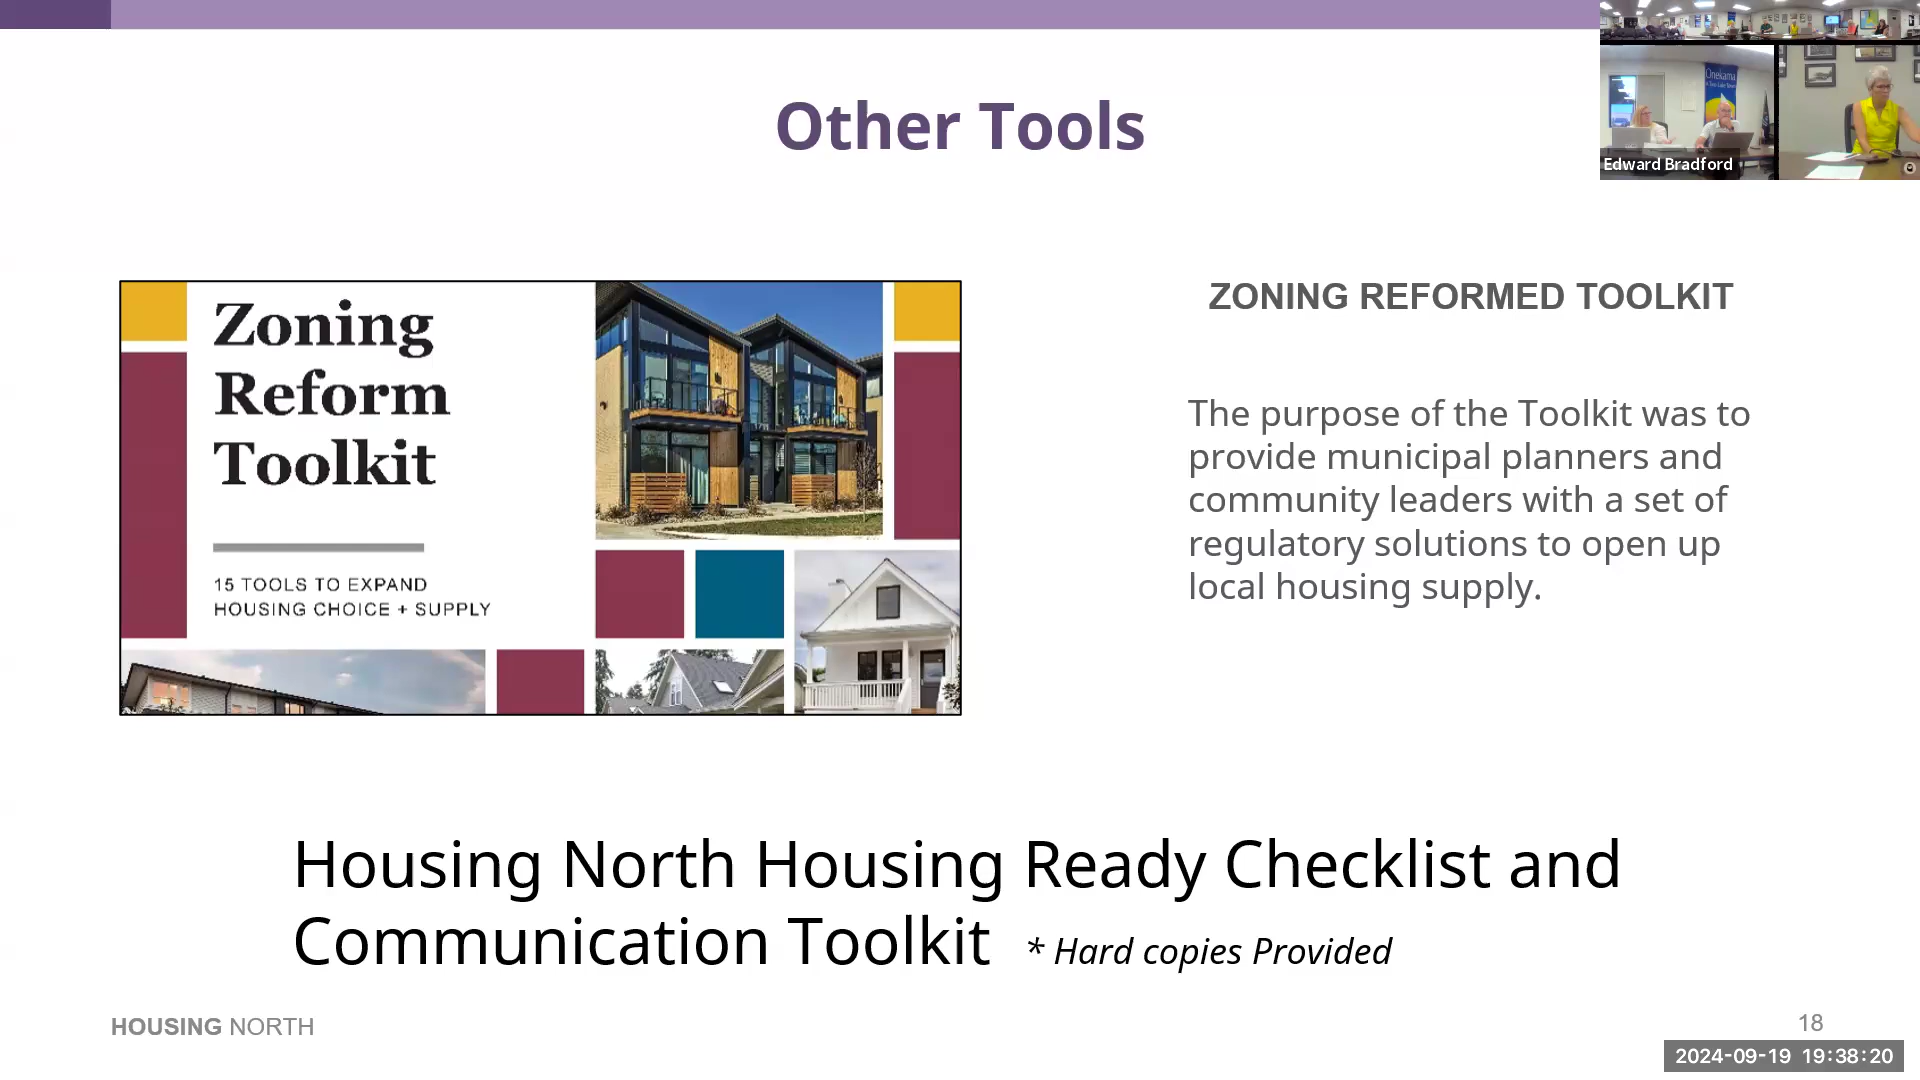 Other Tools
Onekama
Edward Bradford
Zoning
Reform
Toolkit
15 TOOLS TO EXPAND
HOUSING CHOICE + SUPPLY
ZONING REFORMED TOOLKIT
The purpose of the Toolkit was to
provide municipal planners and
community leaders with a set of
regulatory solutions to open up
local housing supply.
Housing North Housing Ready Checklist and
Communication Toolkit * Hard copies Provided
HOUSING NORTH
18
2024-09-19 19:38:20